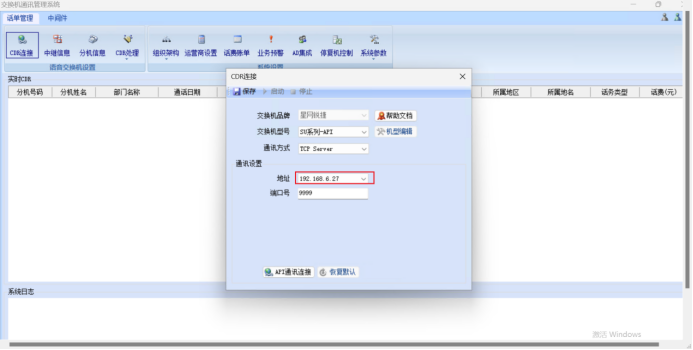 交换机通讯管理系统
话单管理 中间件
CDR连接 中继信息 分机信息 CDR处理 组织架构 运营商设置 话费账单 业务预警 AD集成 停复机控制 系统参数
语音交换机设置 系统设置
实时CDR
分机号码 分机姓名 部门名称 通话日期 所属地区 所属地名 话务类型 话费(元)
CDR连接
保存 启动 停止
交换机品牌 星网锐捷 帮助文档
交换机型号 SU系列-API 机型编辑
通讯方式 TCP Server
通讯设置
地址 192.168.6.27
端口号 9999
API通讯连接 恢复默认
系统日志
激活 Windows